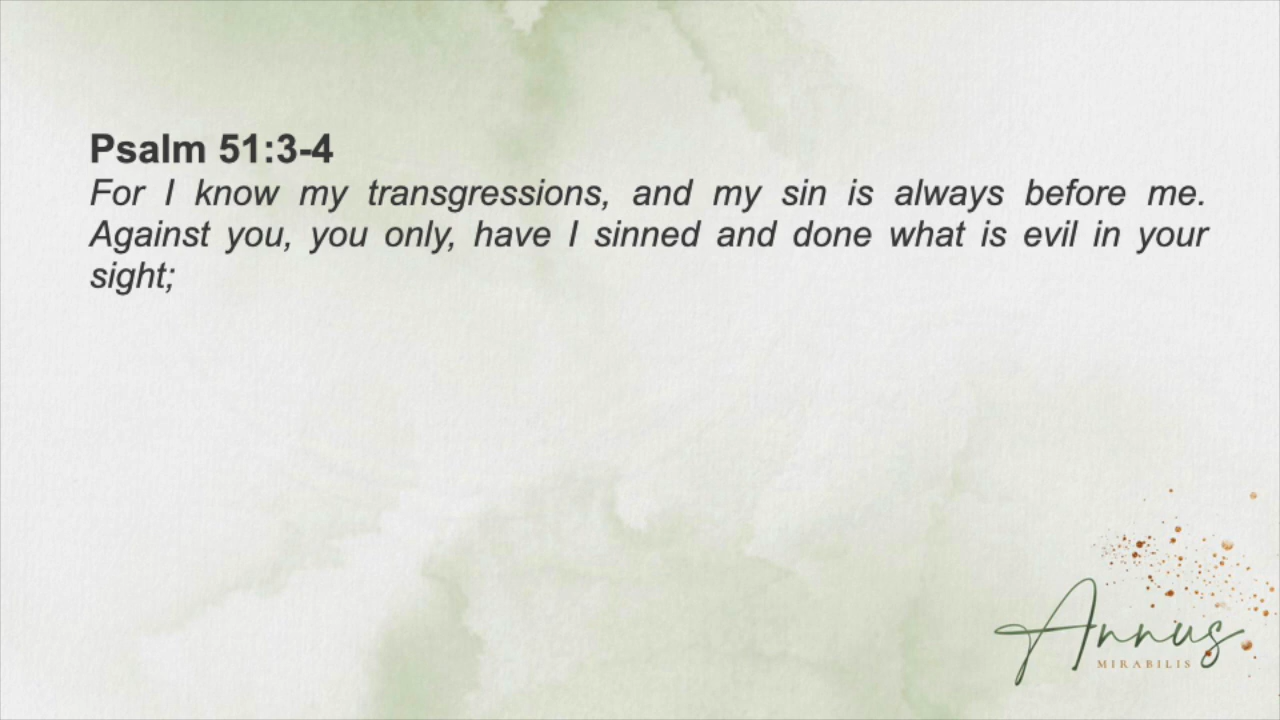 Psalm 51:3-4
For I know my transgressions, and my sin is always before me.
Against you, you only, have I sinned and done what is evil in your
sight;
Annus
MIRABILIS